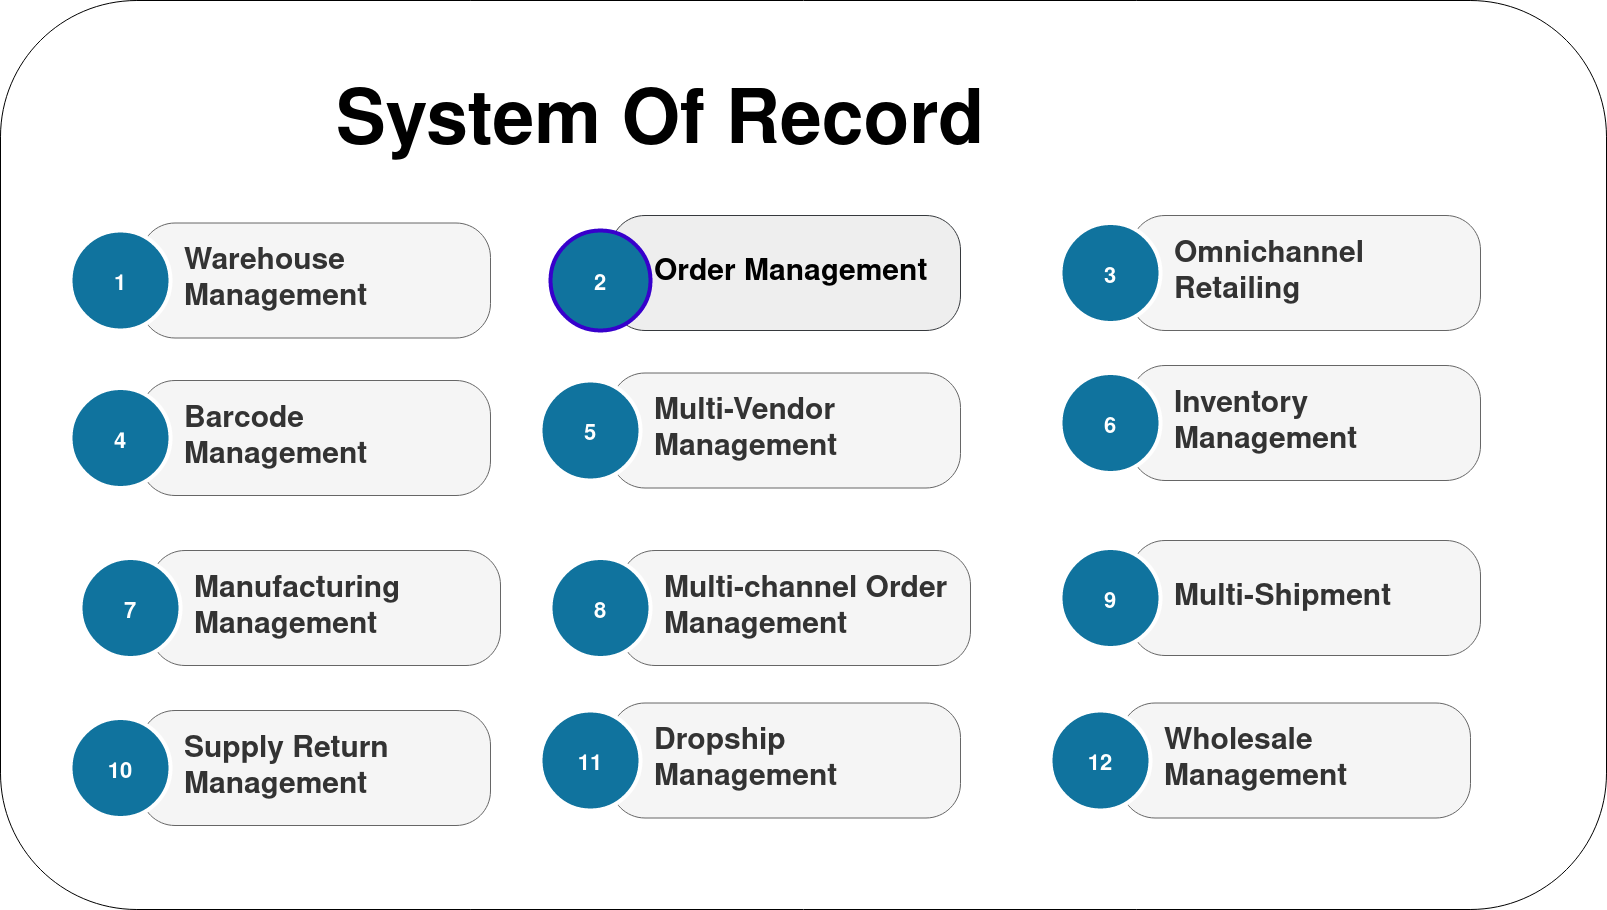 System Of Record
1
Warehouse
Management
2
Order Management
3
Omnichannel
Retailing
4
Barcode
Management
5
Multi-Vendor
Management
6
Inventory
Management
7
Manufacturing
Management
8
Multi-channel Order
Management
9
Multi-Shipment
10
Supply Return
Management
11
Dropship
Management
12
Wholesale
Management